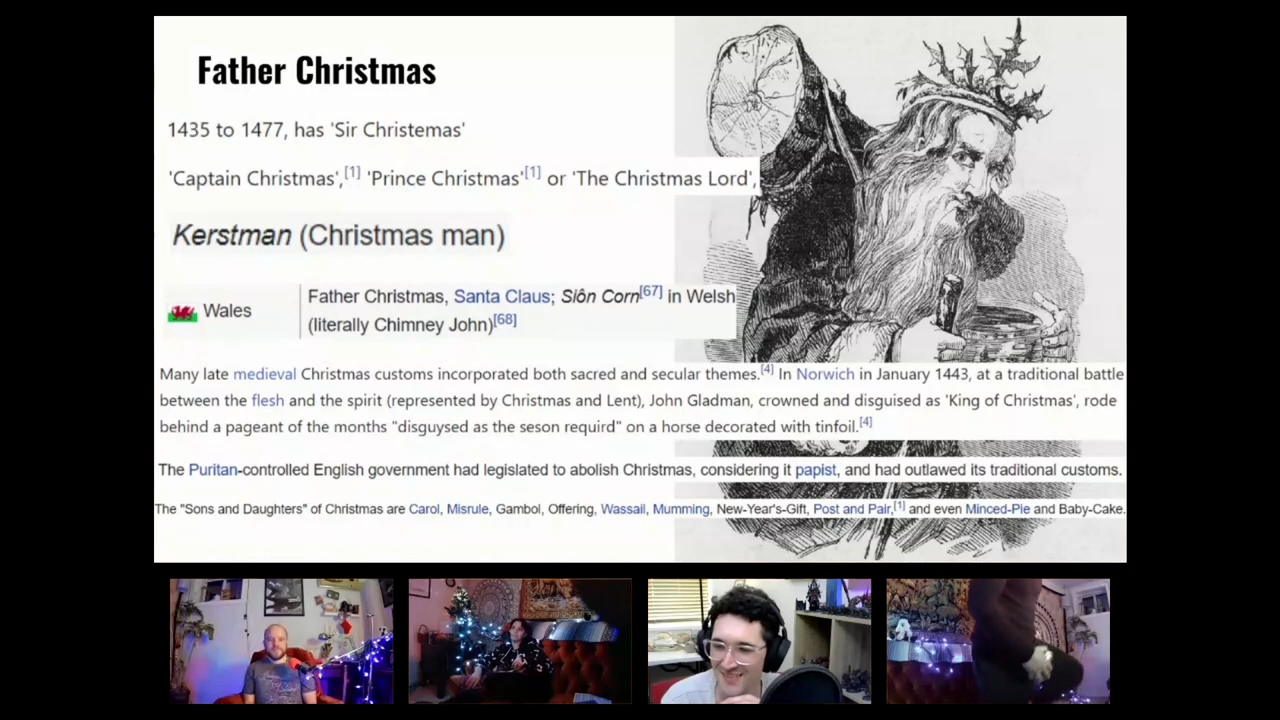 Father Christmas
1435 to 1477, has 'Sir Christemas'
'Captain Christmas',[1] 'Prince Christmas'[1] or 'The Christmas Lord',
Kerstman (Christmas man)
Wales
Father Christmas, Santa Claus; Siôn Corn[67] in Welsh
(literally Chimney John)[68]
Many late medieval Christmas customs incorporated both sacred and secular themes.[4] In Norwich in January 1443, at a traditional battle
between the flesh and the spirit (represented by Christmas and Lent), John Gladman, crowned and disguised as 'King of Christmas', rode
behind a pageant of the months "disguysed as the seson requird" on a horse decorated with tinfoil.[4]
The Puritan-controlled English government had legislated to abolish Christmas, considering it papist, and had outlawed its traditional customs.
The "Sons and Daughters" of Christmas are Carol, Misrule, Gambol, Offering, Wassail, Mumming, New-Year's-Gift, Post and Pair,[1] and even Minced-Pie and Baby-Cake.